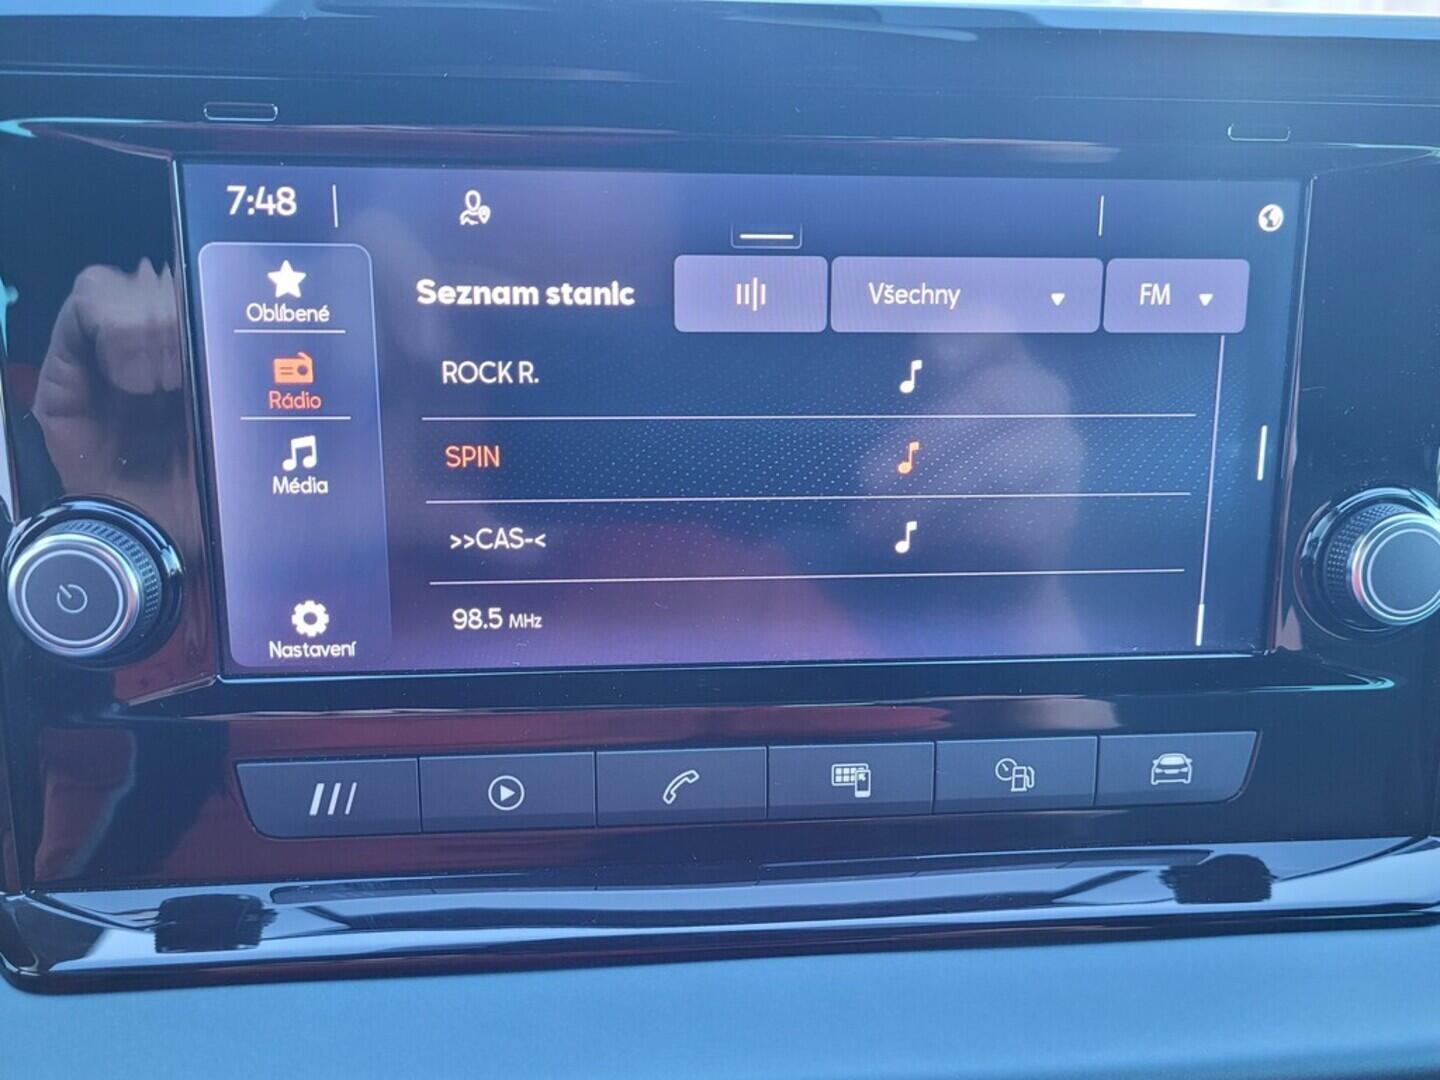 7:48
Oblíbené
Rádio
Média
Nastavení
Seznam stanic
Všechny
FM
ROCK R.
SPIN
>>CAS-<
98.5 MHz